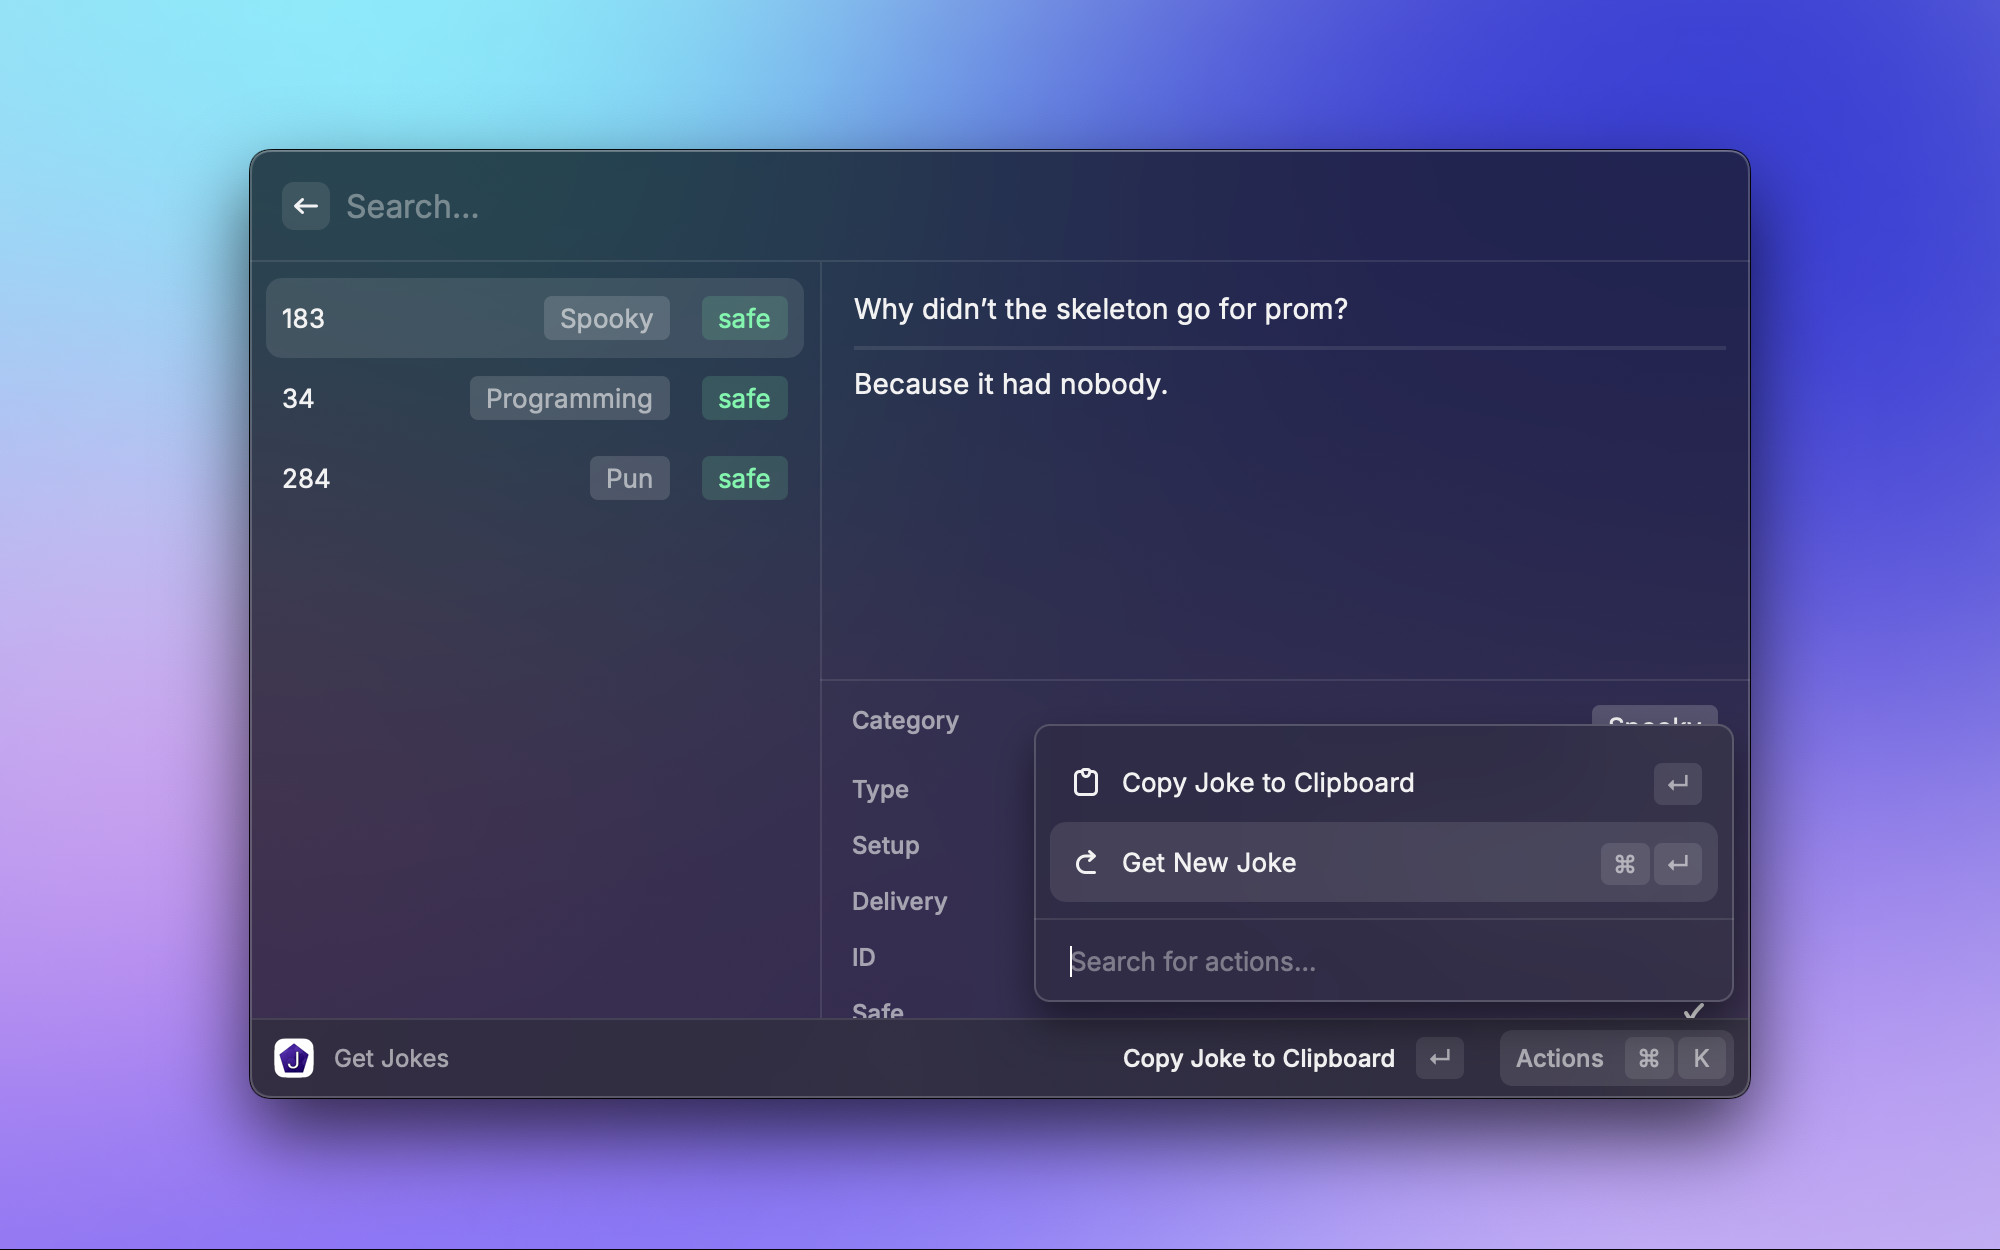 Search...
183 Spooky safe
34 Programming safe
284 Pun safe
Why didn’t the skeleton go for prom?
Because it had nobody.
Category Spooky
Type
Setup
Delivery
ID
Safe
Copy Joke to Clipboard
Get New Joke ⌘
Search for actions...
J Get Jokes
Copy Joke to Clipboard
Actions ⌘ K